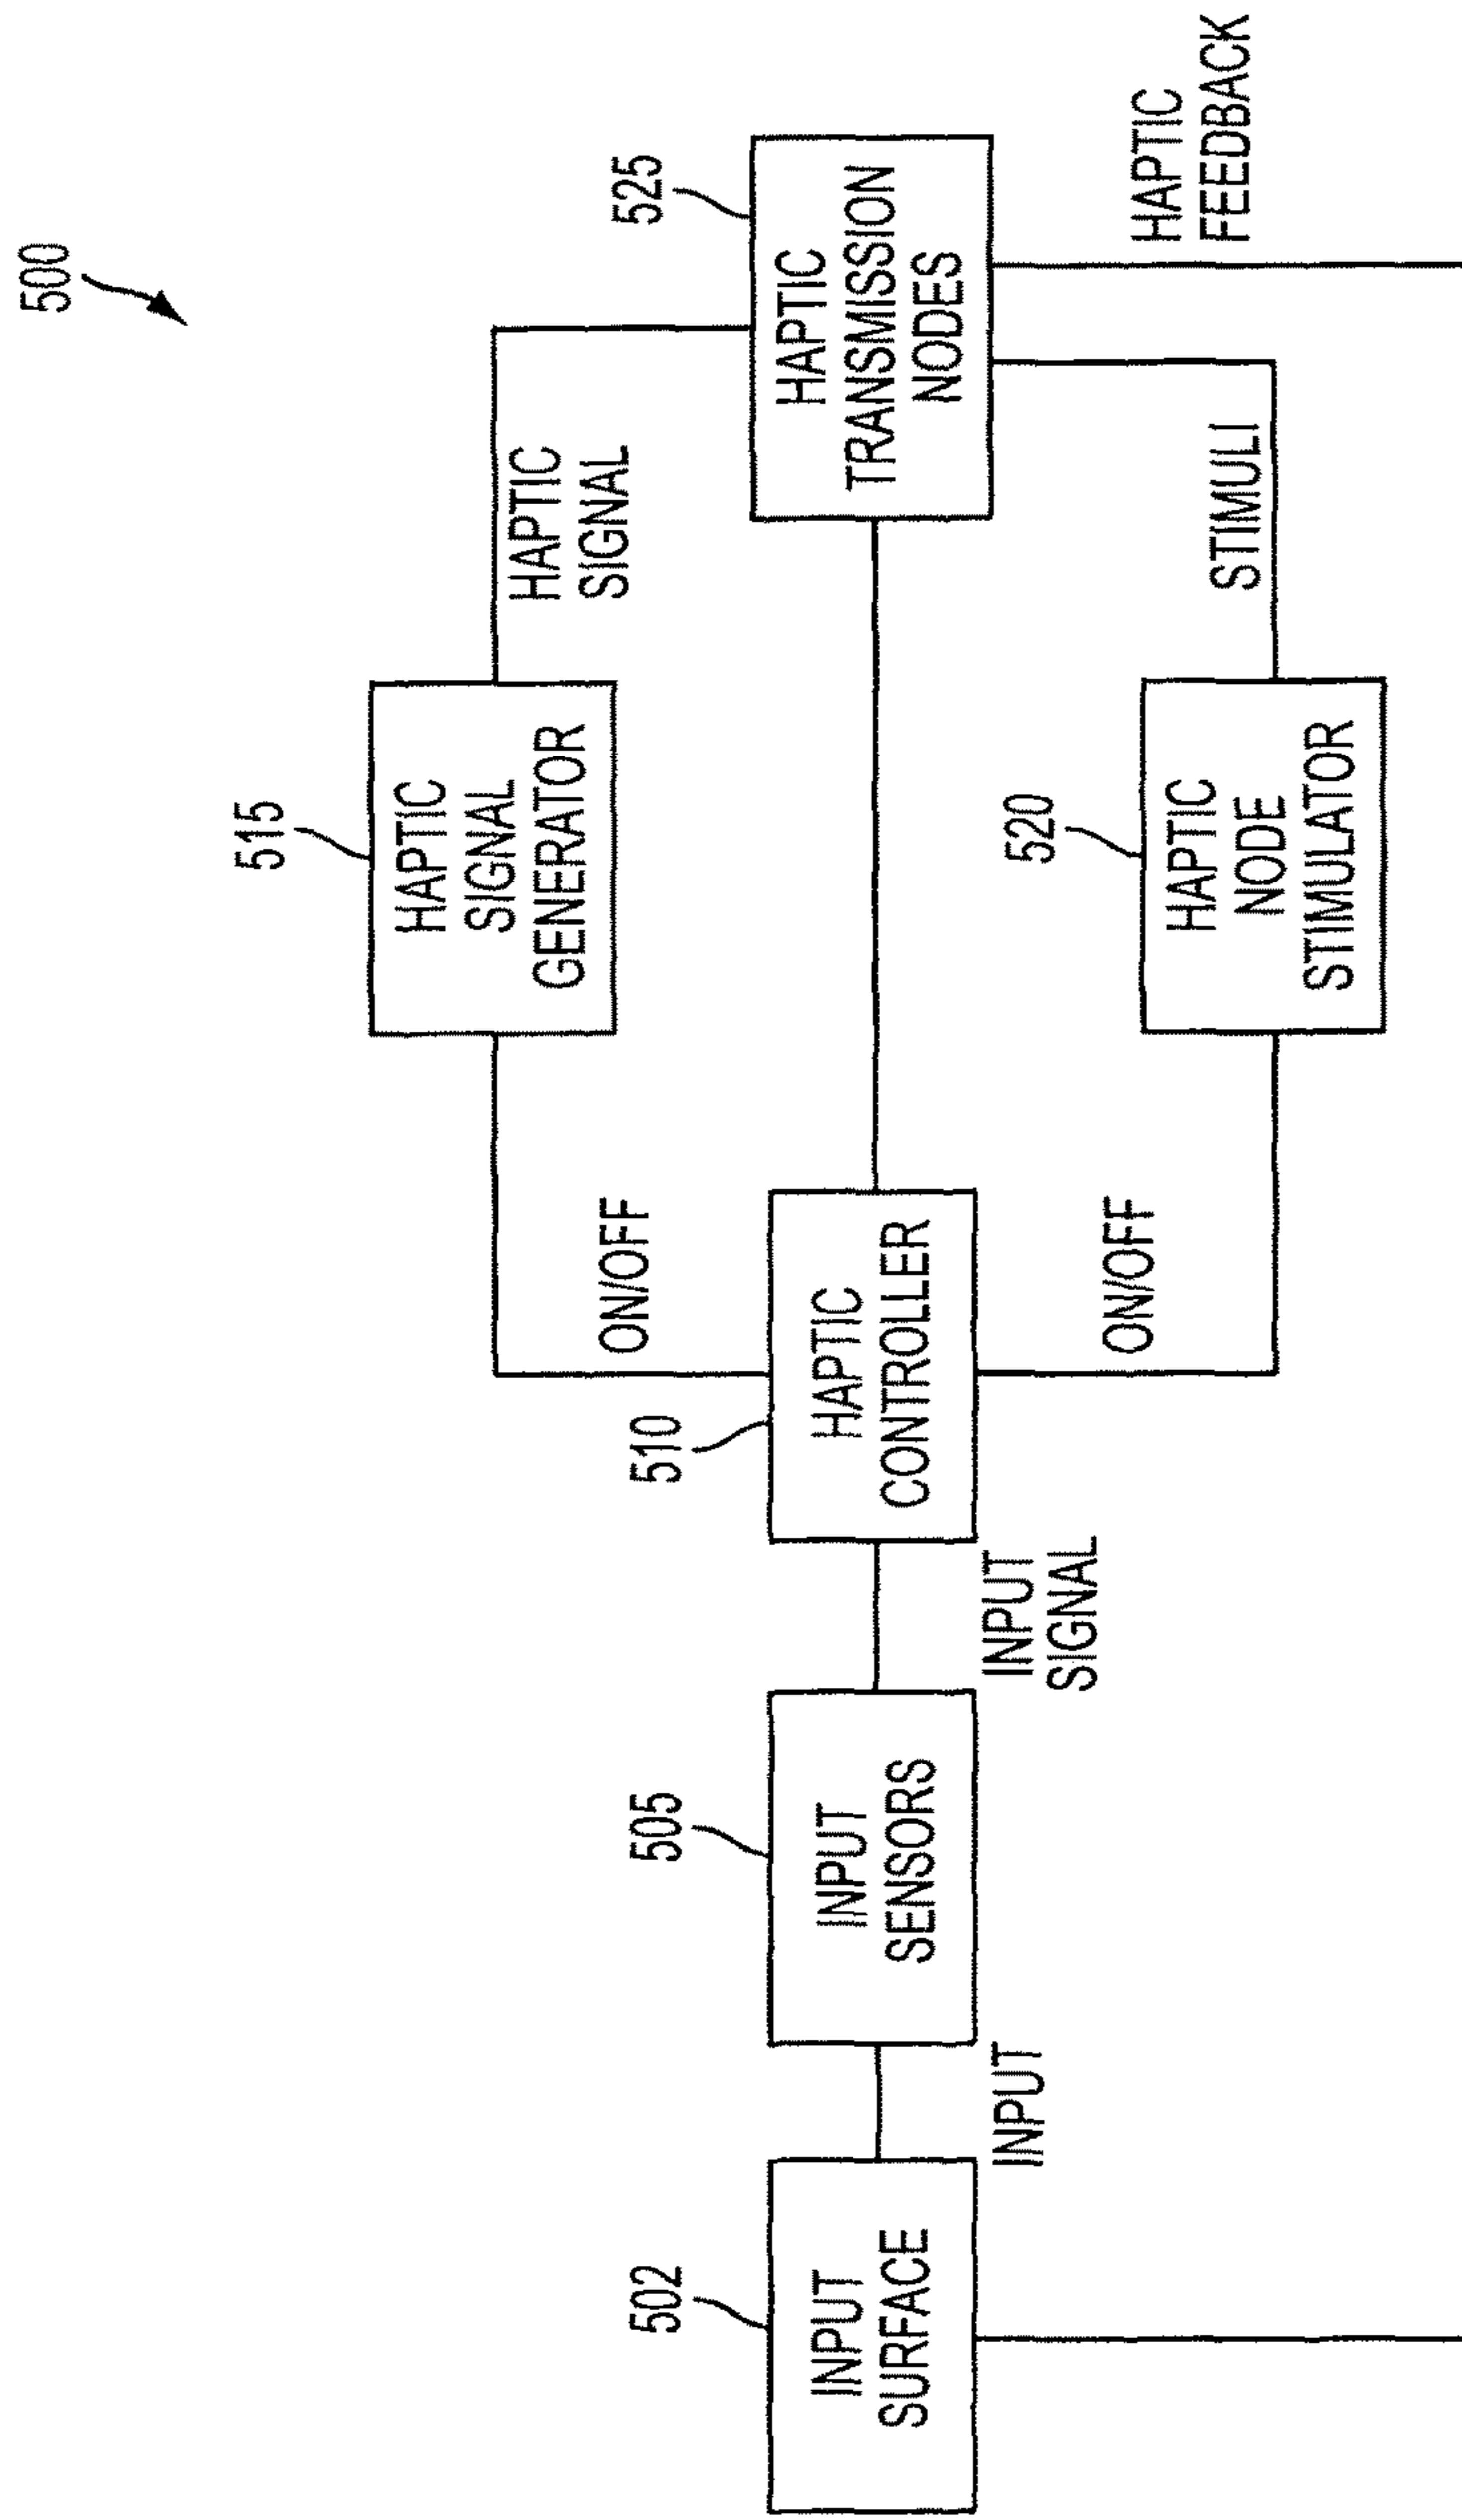 500
515
HAPTIC
SIGNAL
GENERATOR
HAPTIC
SIGNAL
ON/OFF
502
INPUT
SURFACE
INPUT
505
INPUT
SENSORS
INPUT
SIGNAL
510
HAPTIC
CONTROLLER
525
HAPTIC
TRANSMISSION
NODES
ON/OFF
520
HAPTIC
NODE
STIMULATOR
STIMULI
HAPTIC
FEEDBACK